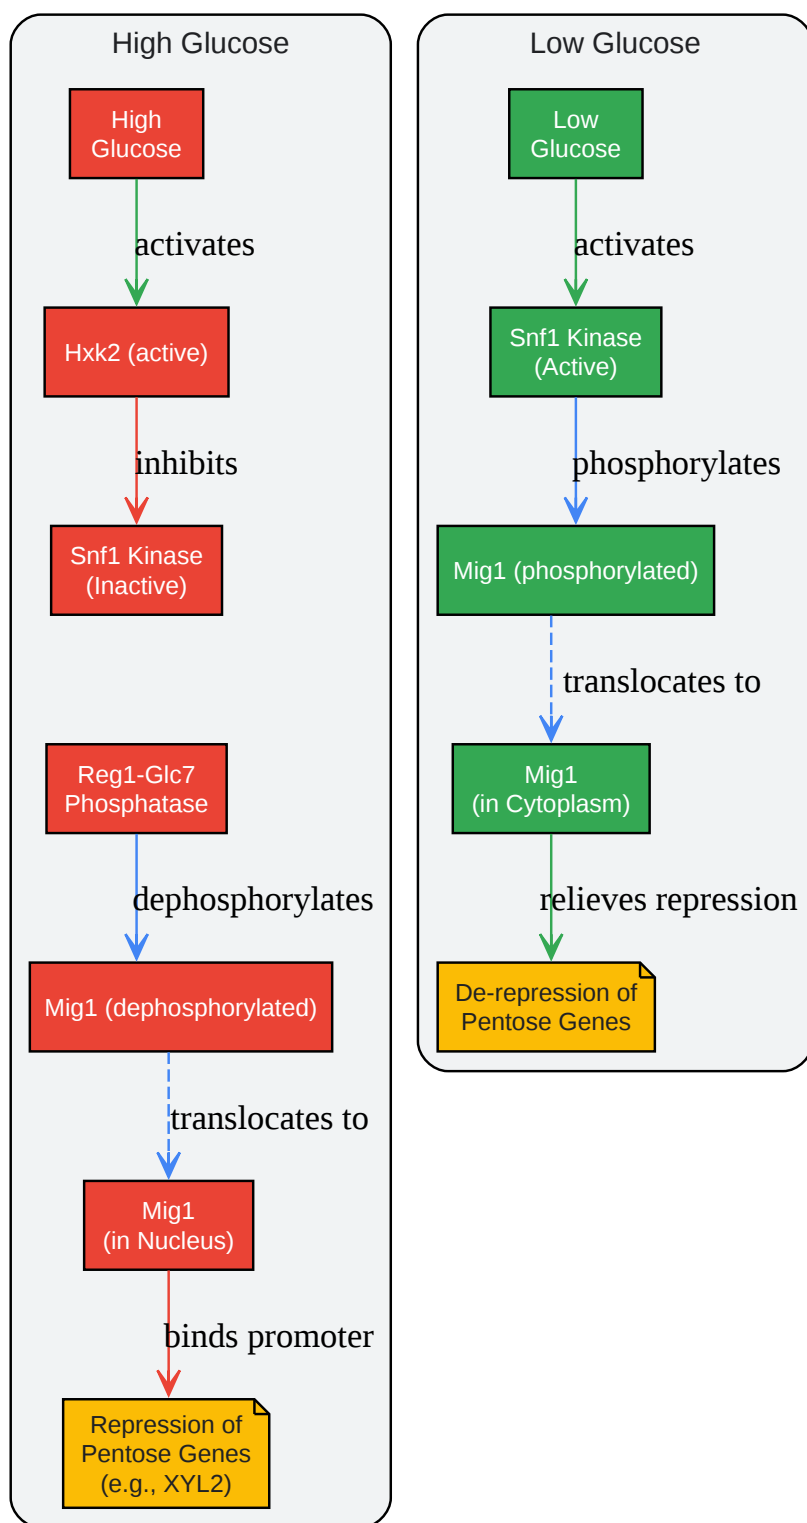 High Glucose
High
Glucose
activates
Hxk2 (active)
inhibits
Snf1 Kinase
(Inactive)
Reg1-Glc7
Phosphatase
dephosphorylates
Mig1 (dephosphorylated)
translocates to
Mig1
(in Nucleus)
binds promoter
Repression of
Pentose Genes
(e.g., XYL2)
Low Glucose
Low
Glucose
activates
Snf1 Kinase
(Active)
phosphorylates
Mig1 (phosphorylated)
translocates to
Mig1
(in Cytoplasm)
relieves repression
De-repression of
Pentose Genes